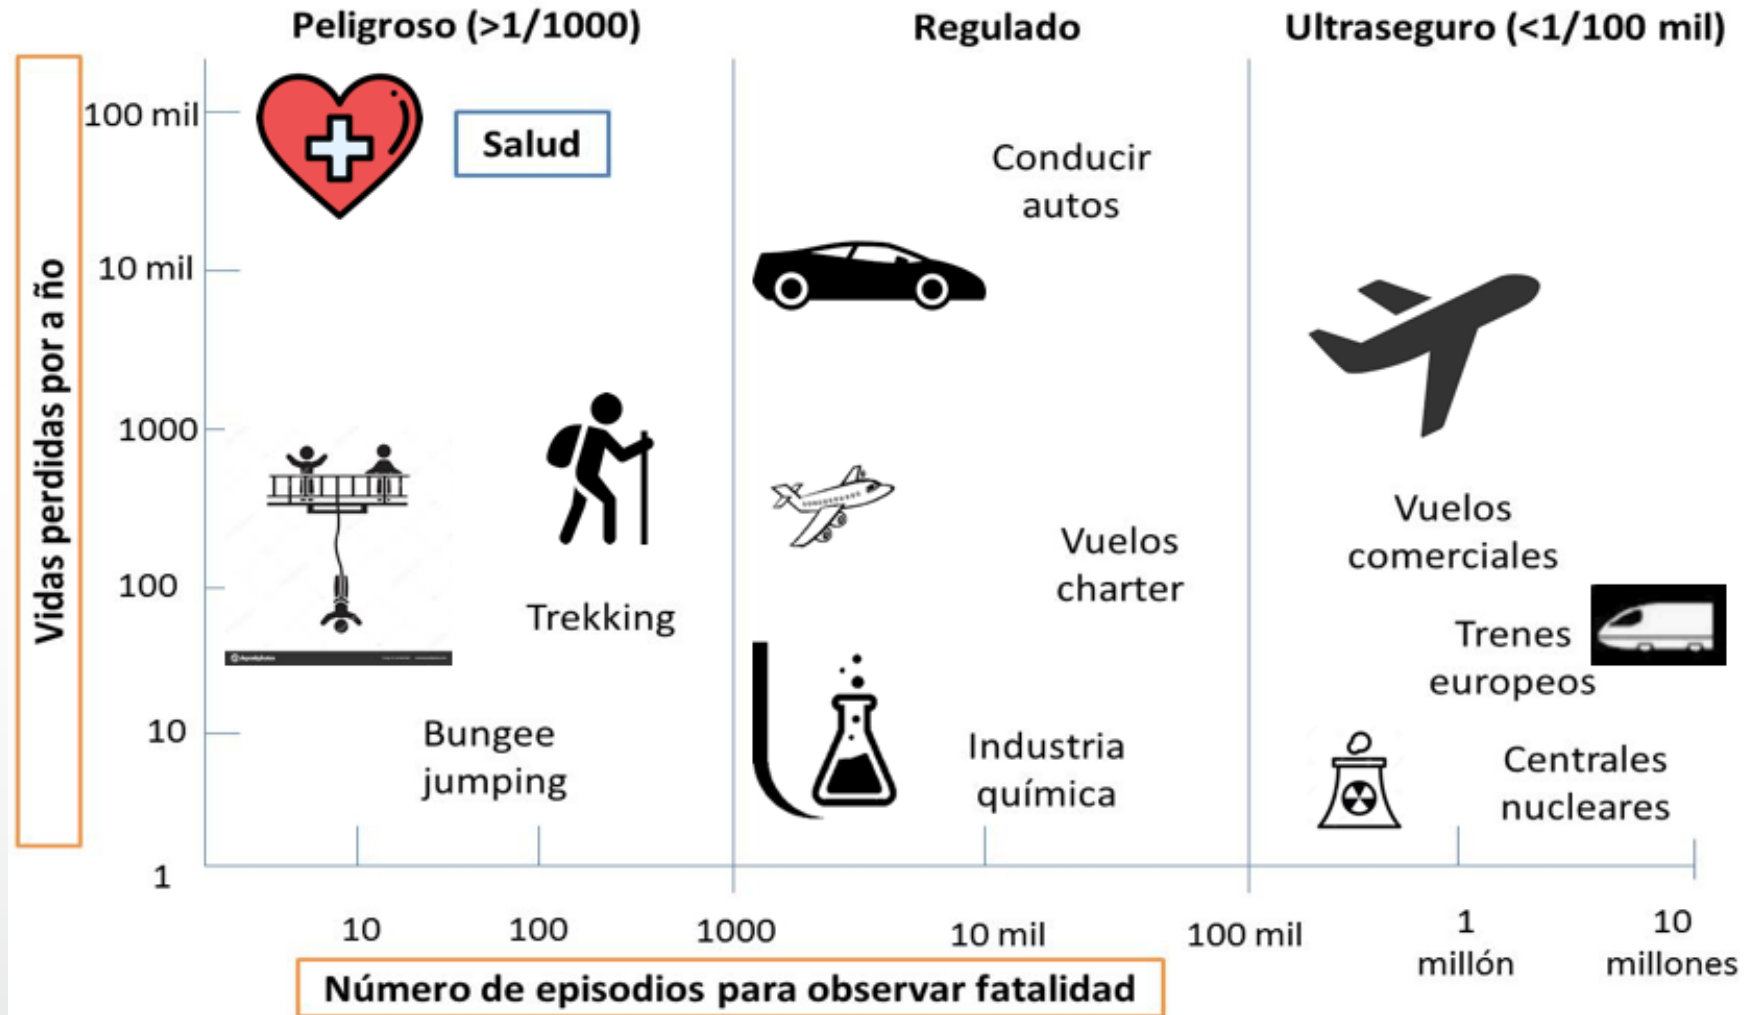 Peligroso (>1/1000)
Regulado
Ultraseguro (<1/100 mil)
Vidas perdidas por a año
100 mil
10 mil
1000
100
10
1
Salud
Conducir
autos
Trekking
Vuelos
charter
Vuelos
comerciales
Trenes
europeos
Bungee
jumping
Industria
química
Centrales
nucleares
10
100
1000
10 mil
100 mil
1
millón
10
millones
Número de episodios para observar fatalidad